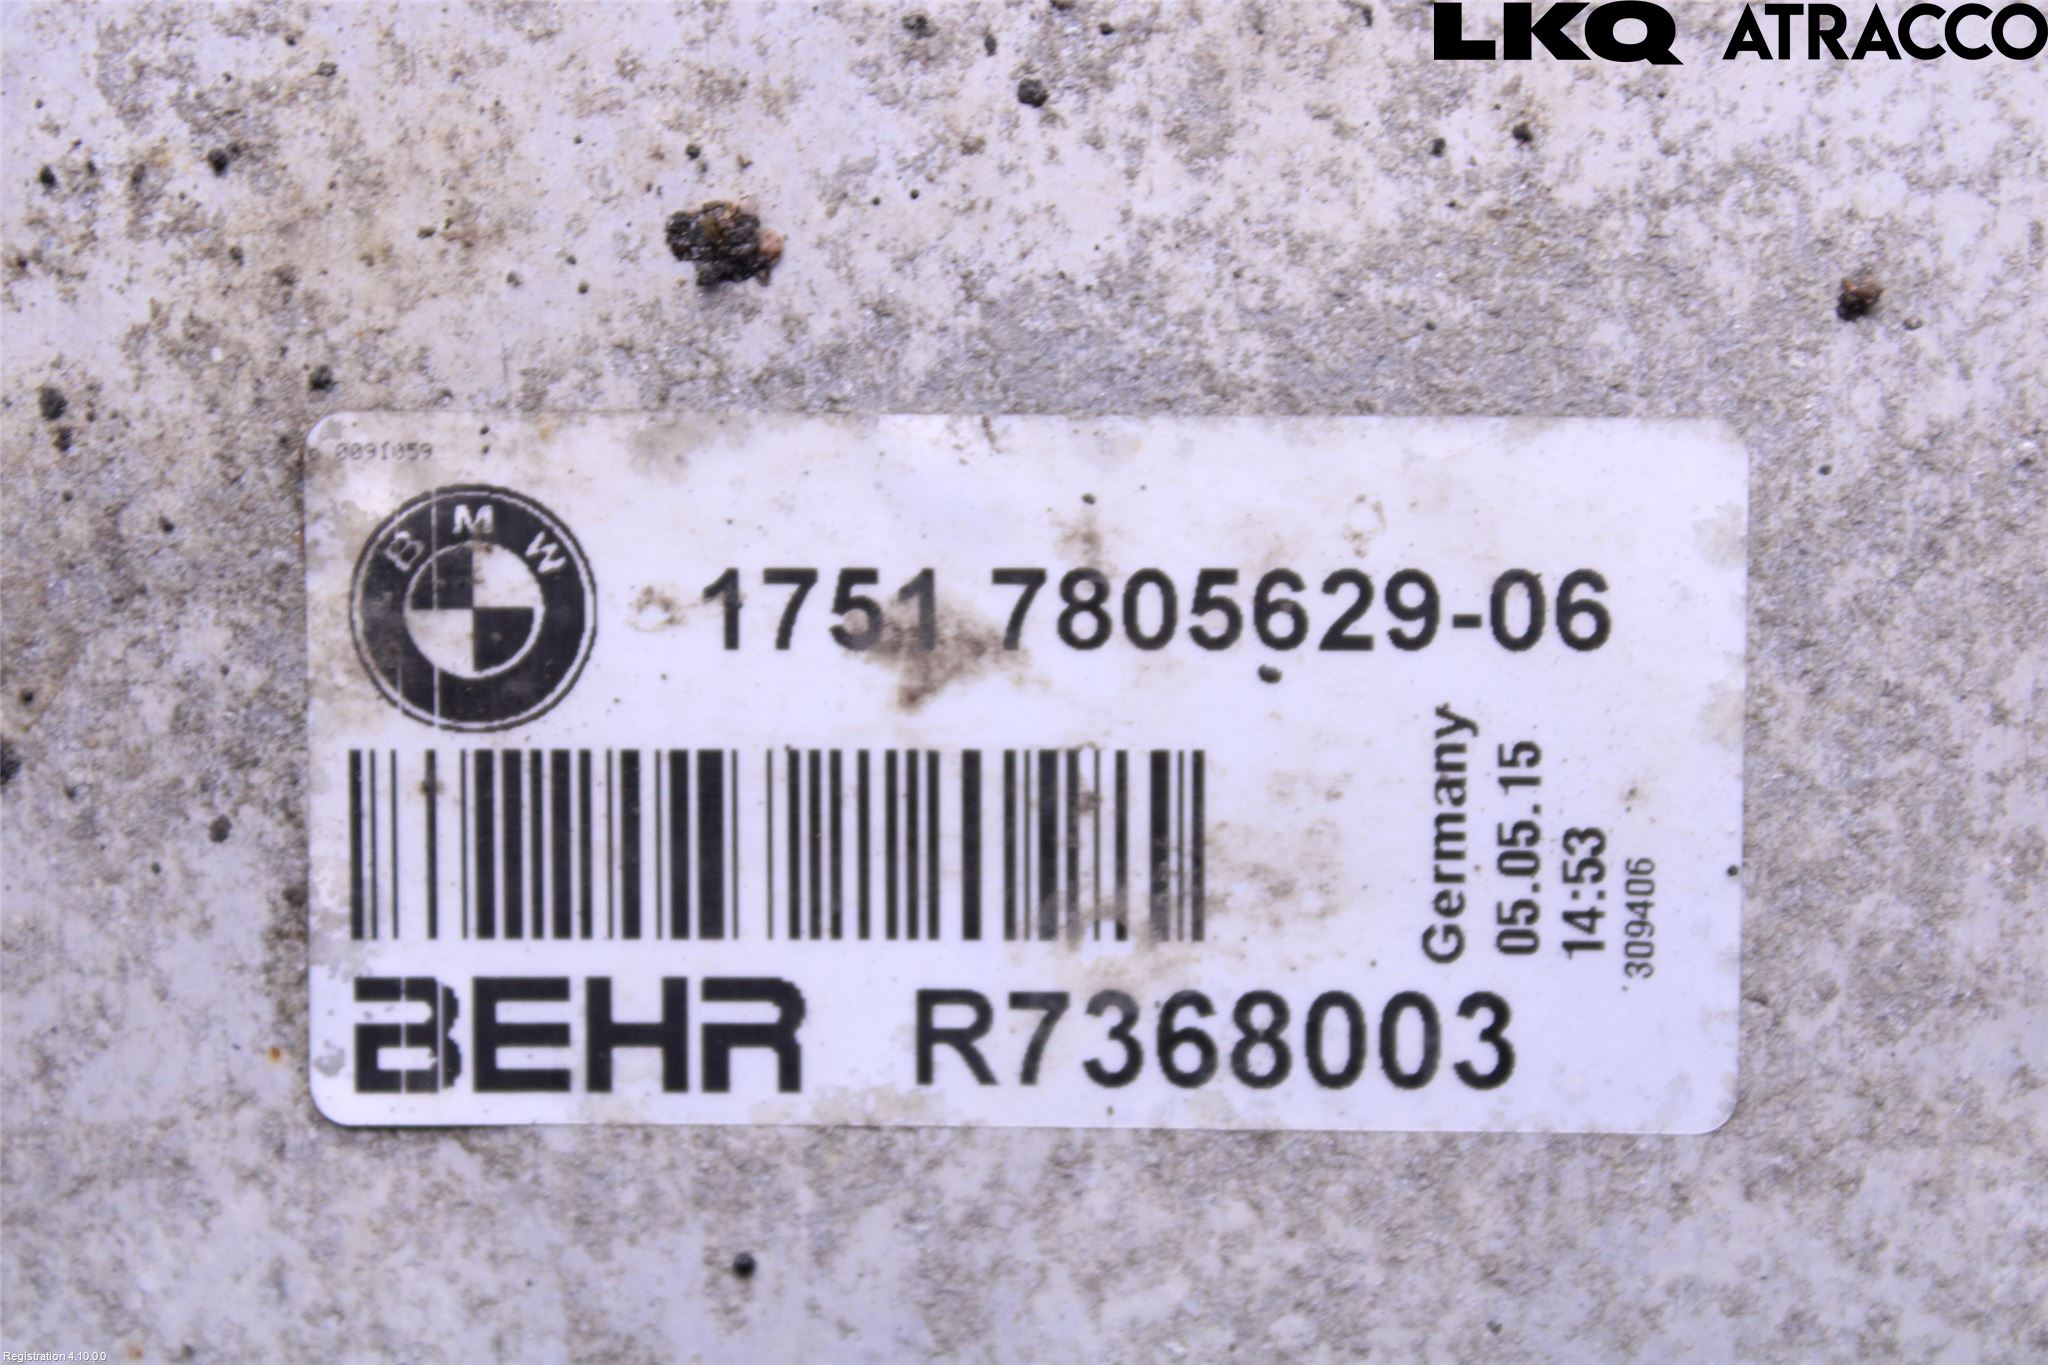 LKQ ATRACCO
0091059
BMW
1751 7805629-06
Germany
05.05.15
14:53
309406
BEHR R7368003
Registration 4.10.0.0